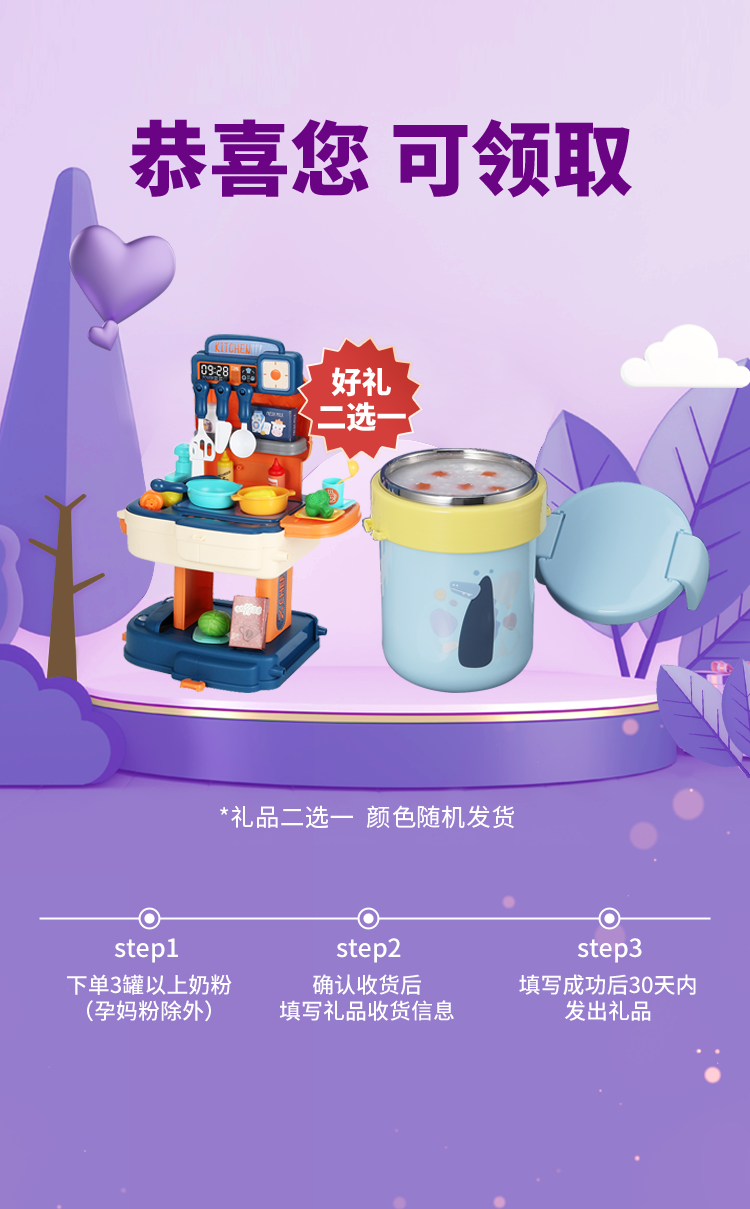 恭喜您 可领取
好礼
二选一
KITCHEN
09:28
FRESH MILK
coffee
*礼品二选一 颜色随机发货
step1
下单3罐以上奶粉
（孕妈粉除外）
step2
确认收货后
填写礼品收货信息
step3
填写成功后30天内
发出礼品